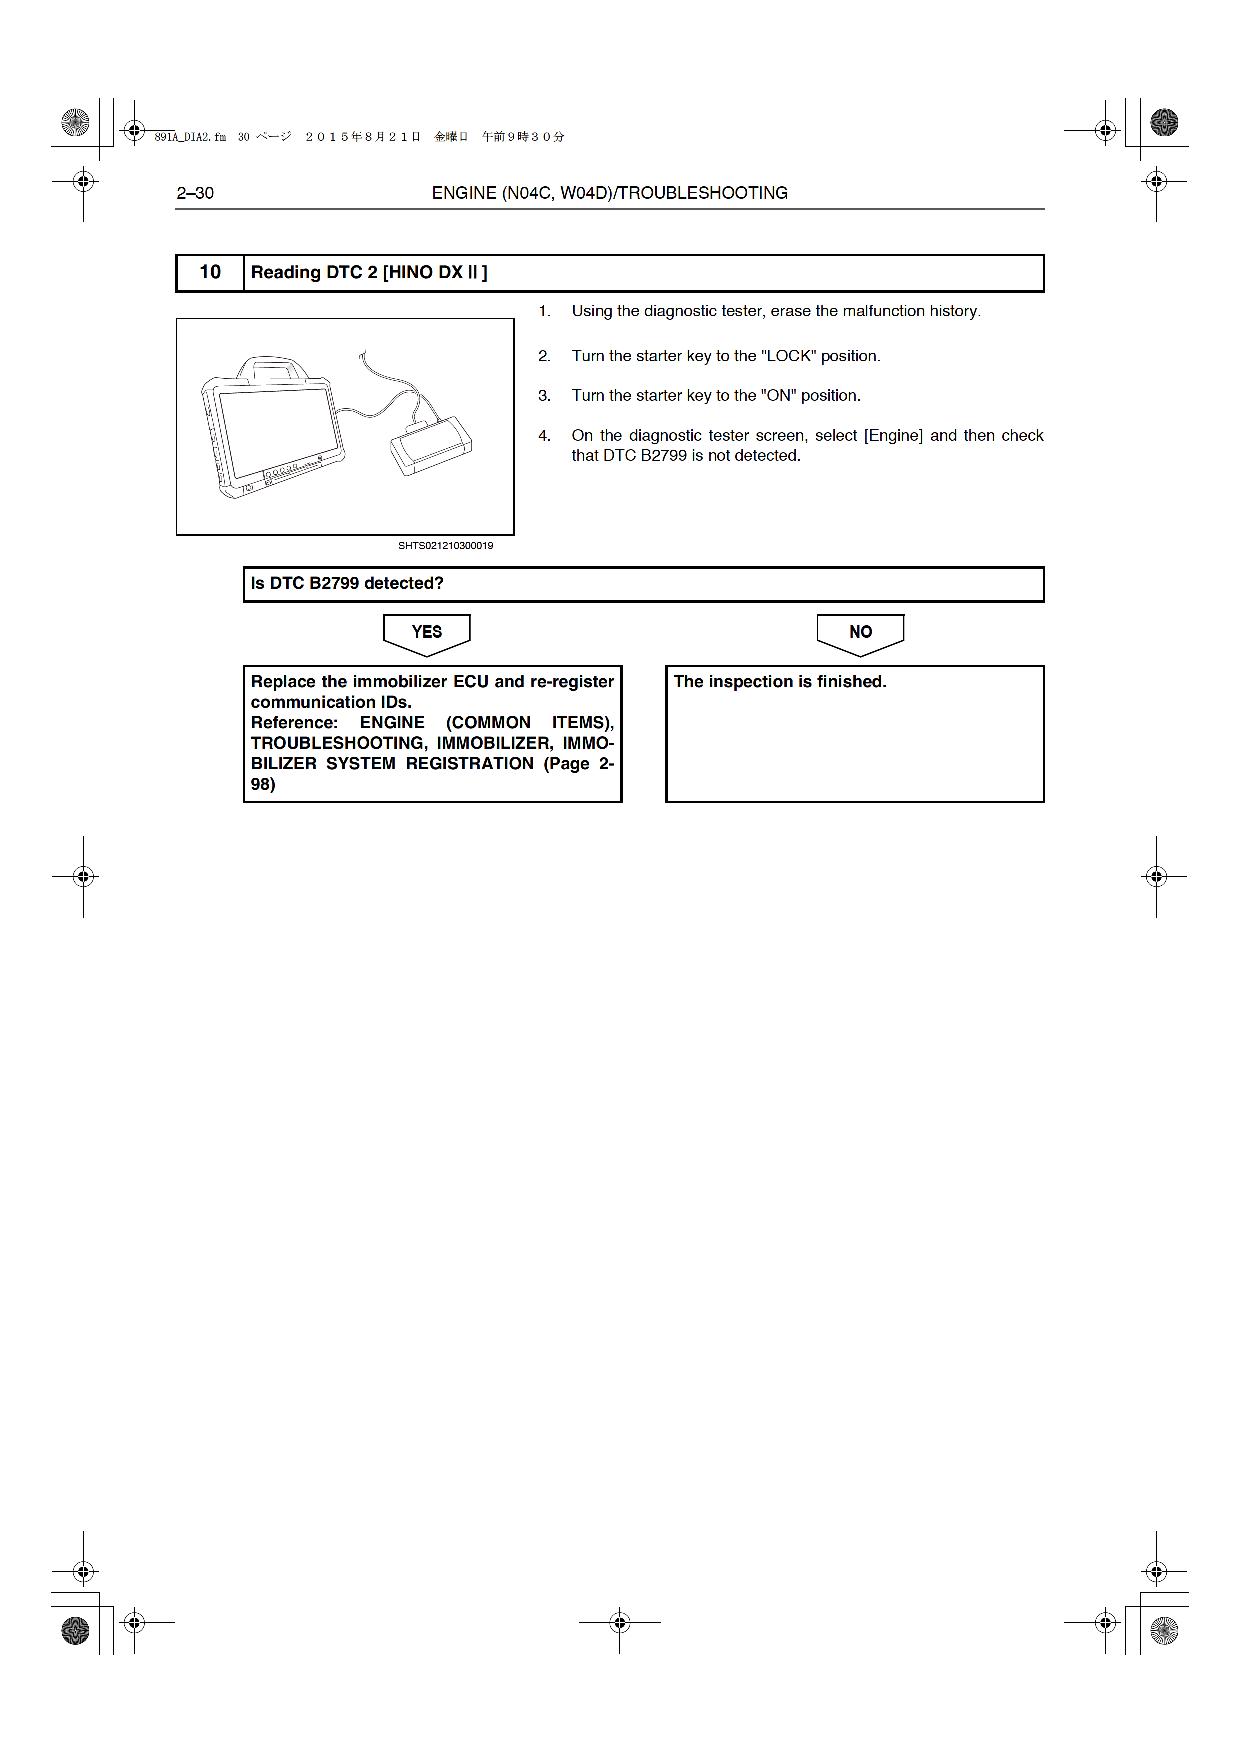 891A_DIA2.fm 30 ページ ２０１５年８月２１日 金曜日 午前９時３０分
2–30 ENGINE (N04C, W04D)/TROUBLESHOOTING
10 Reading DTC 2 [HINO DX II ]
1. Using the diagnostic tester, erase the malfunction history.
2. Turn the starter key to the "LOCK" position.
3. Turn the starter key to the "ON" position.
4. On the diagnostic tester screen, select [Engine] and then check
that DTC B2799 is not detected.
SHTS021210300019
Is DTC B2799 detected?
YES
NO
Replace the immobilizer ECU and re-register
communication IDs.
Reference: ENGINE (COMMON ITEMS),
TROUBLESHOOTING, IMMOBILIZER, IMMO-
BILIZER SYSTEM REGISTRATION (Page 2-
98)
The inspection is finished.